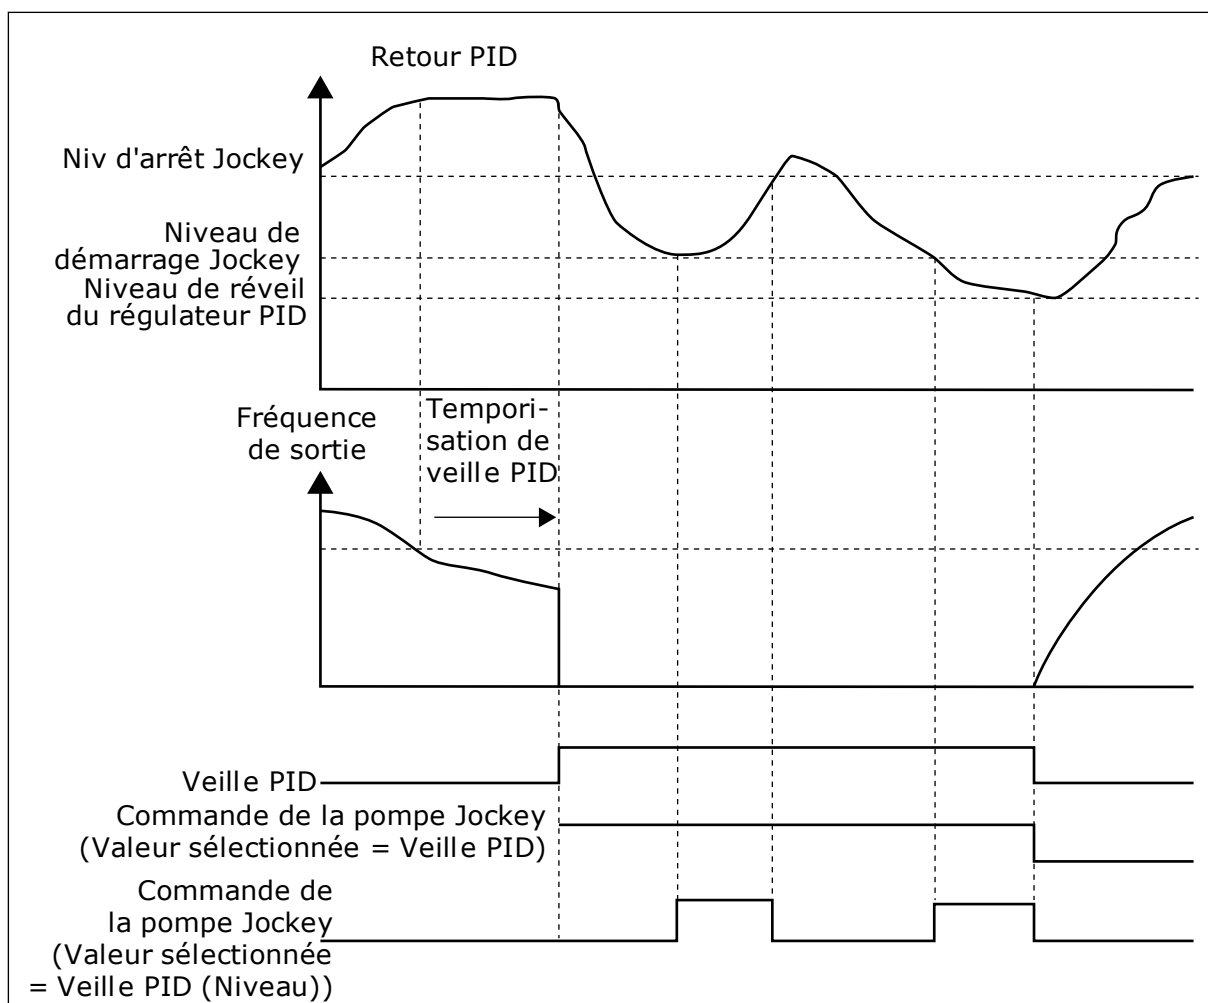 Retour PID
Niv d'arrêt Jockey
Niveau de
démarrage Jockey
Niveau de réveil
du régulateur PID
Fréquence
de sortie
Tempori-
sation de
veille PID
Veille PID
Commande de la pompe Jockey
(Valeur sélectionnée = Veille PID)
Commande de
la pompe Jockey
(Valeur sélectionnée
= Veille PID (Niveau))